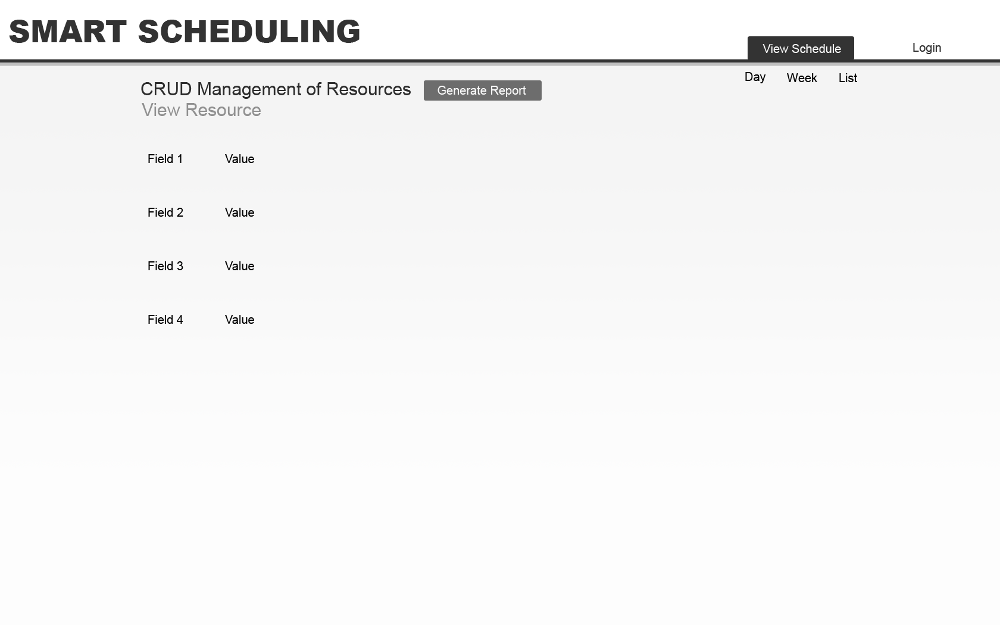 SMART SCHEDULING
View Schedule Login
Day Week List
CRUD Management of Resources Generate Report
View Resource
Field 1 Value
Field 2 Value
Field 3 Value
Field 4 Value